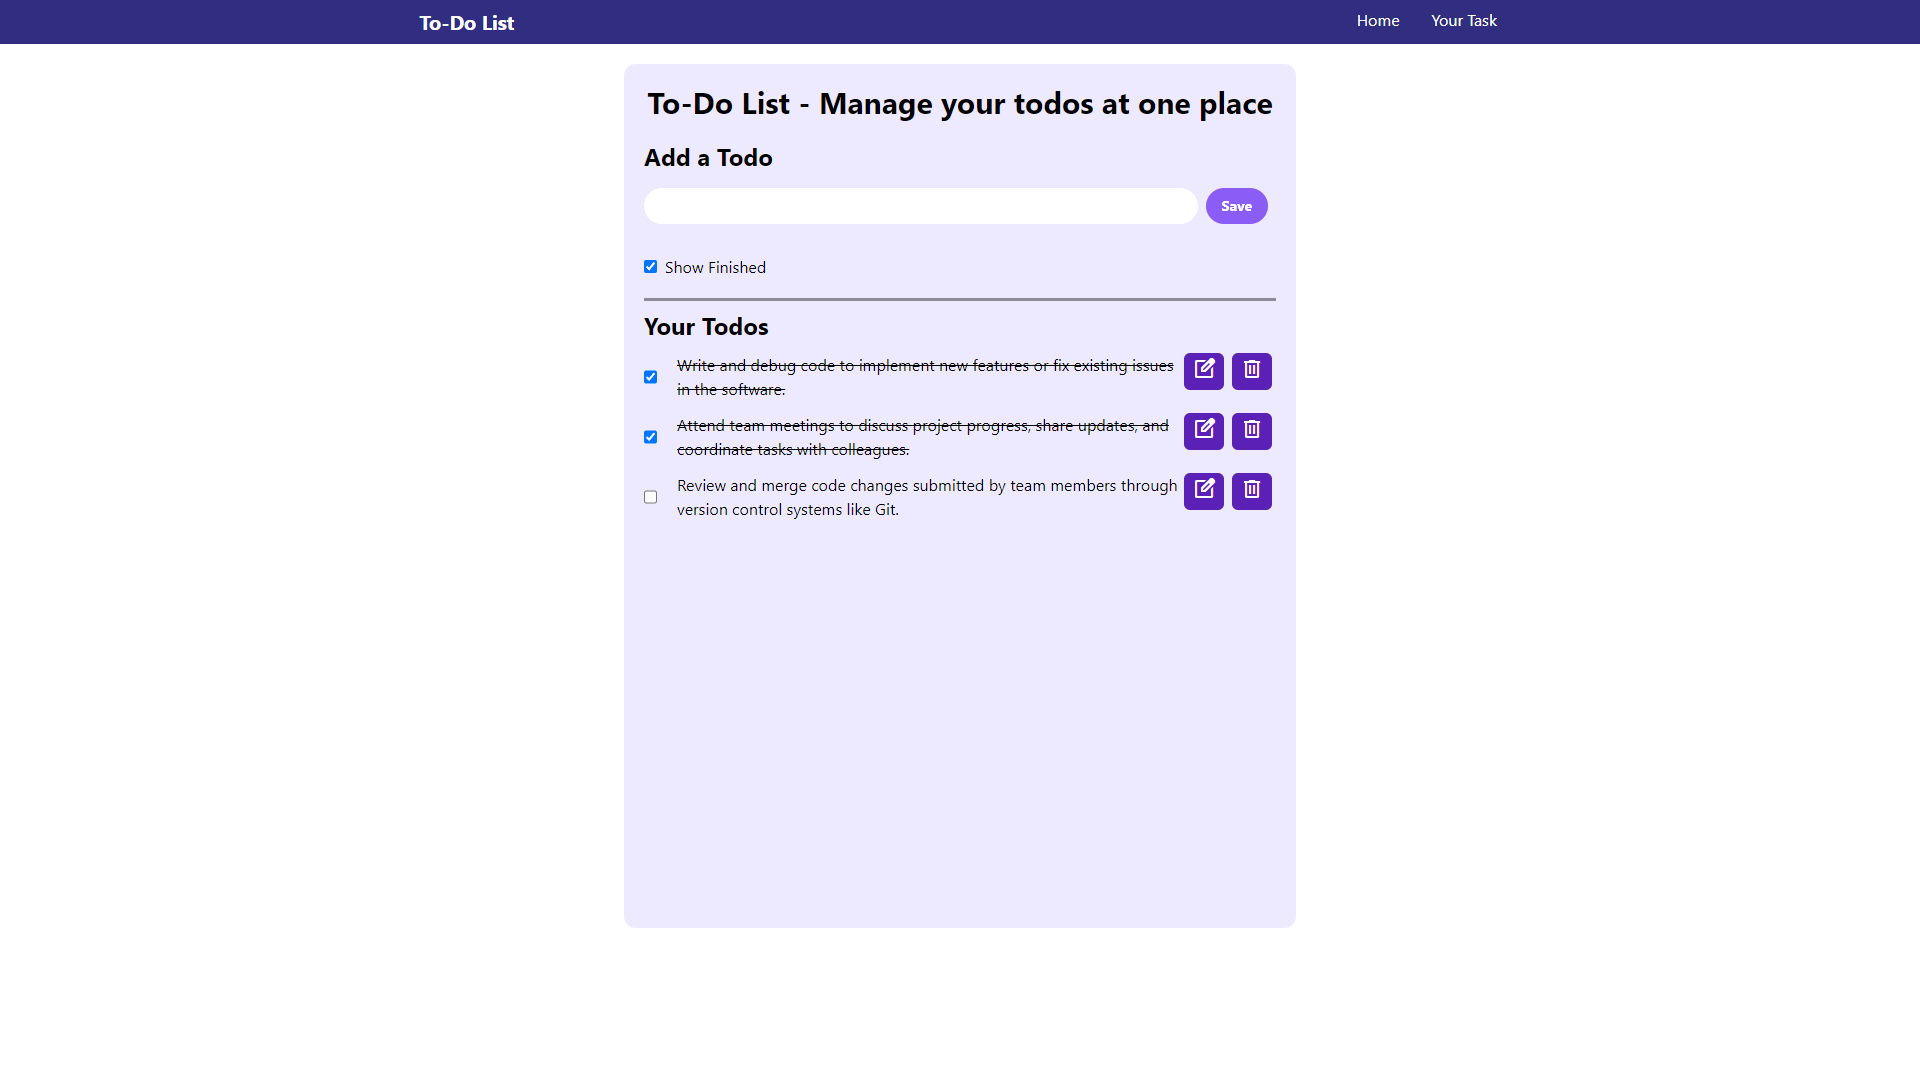 To-Do List
Home
Your Task
To-Do List - Manage your todos at one place
Add a Todo
Save
Show Finished
Your Todos
Write and debug code to implement new features or fix existing issues
in the software.
Attend team meetings to discuss project progress, share updates, and
coordinate tasks with colleagues.
Review and merge code changes submitted by team members through
version control systems like Git.